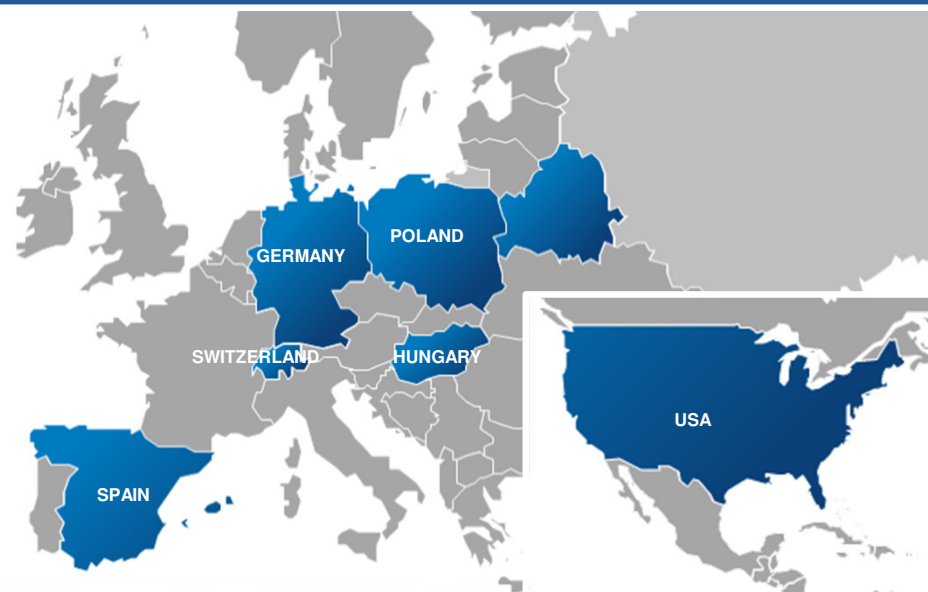 POLAND
GERMANY
SWITZERLAND
HUNGARY
USA
SPAIN